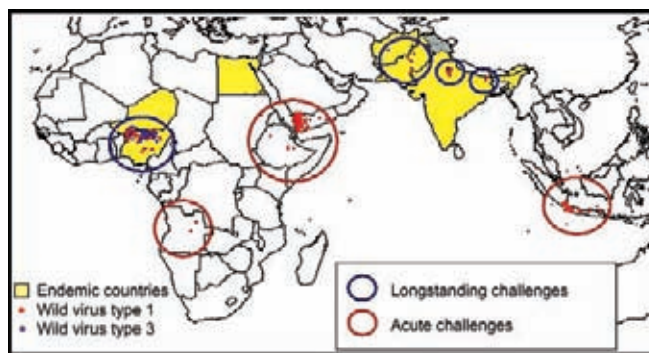 Endemic countries
Wild virus type 1
Wild virus type 3
Longstanding challenges
Acute challenges